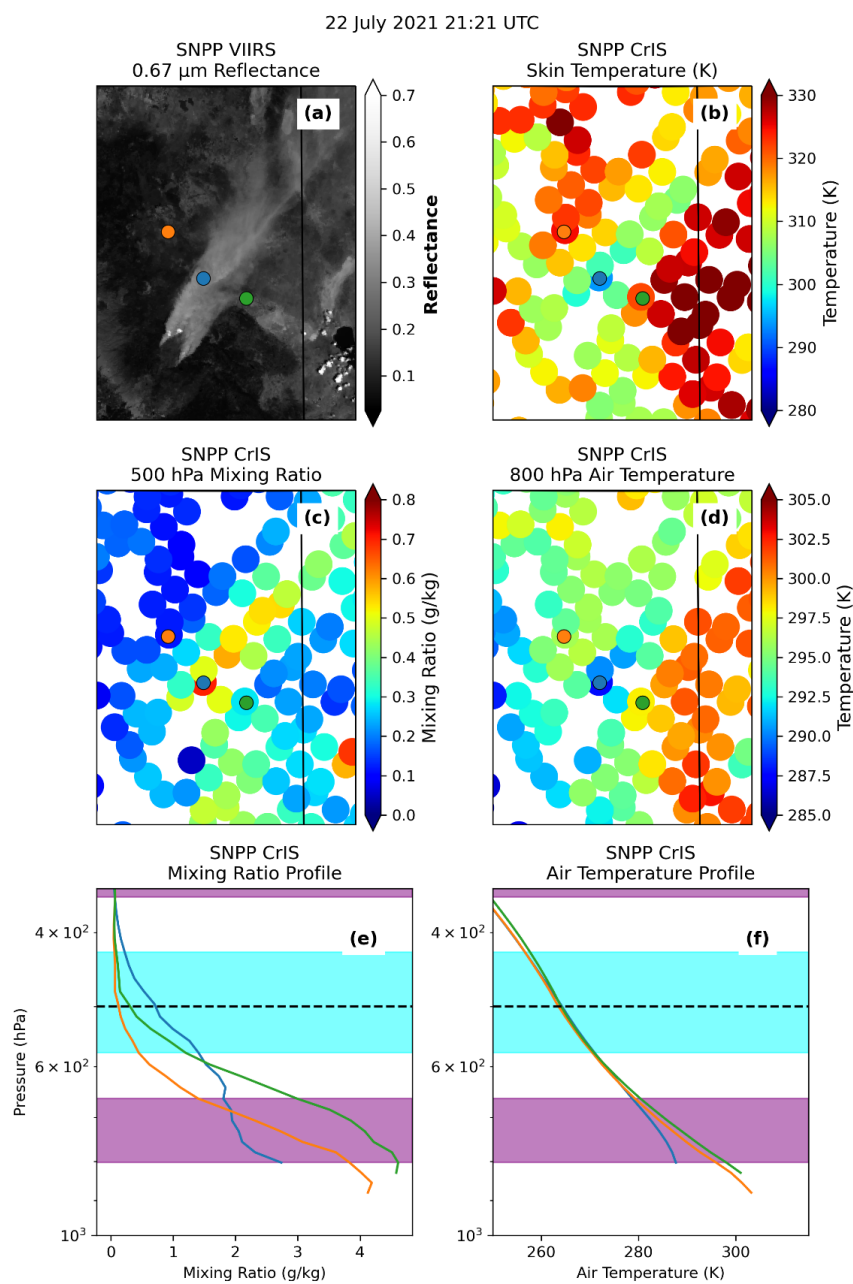 22 July 2021 21:21 UTC
SNPP VIIRS
0.67 μm Reflectance
(a)
0.7
0.6
0.5
0.4
0.3
0.2
0.1
Reflectance
SNPP CrIS
Skin Temperature (K)
(b)
330
320
310
300
290
280
Temperature (K)
SNPP CrIS
500 hPa Mixing Ratio
(c)
0.8
0.7
0.6
0.5
0.4
0.3
0.2
0.1
0.0
Mixing Ratio (g/kg)
SNPP CrIS
800 hPa Air Temperature
(d)
305.0
302.5
300.0
297.5
295.0
292.5
290.0
287.5
285.0
Temperature (K)
SNPP CrIS
Mixing Ratio Profile
(e)
4 × 10²
6 × 10²
10³
Pressure (hPa)
0 1 2 3 4
Mixing Ratio (g/kg)
SNPP CrIS
Air Temperature Profile
(f)
4 × 10²
6 × 10²
10³
260 280 300
Air Temperature (K)